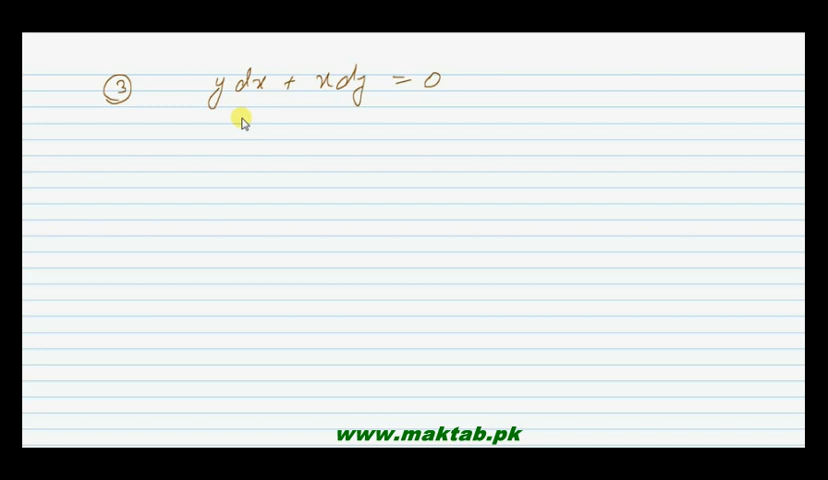 ③ y dx + x dy = 0
www.maktab.pk